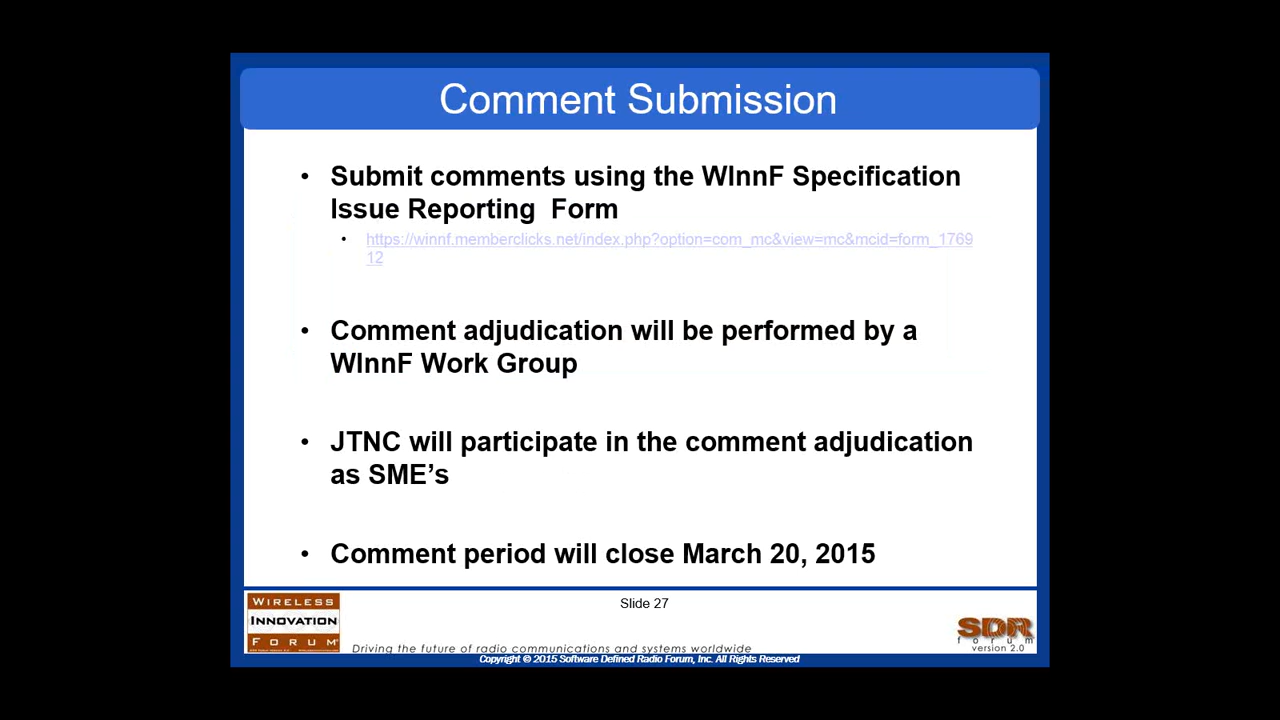 Comment Submission
• Submit comments using the WInnF Specification
Issue Reporting  Form
• https://winnf.memberclicks.net/index.php?option=com_mc&view=mc&mcid=form_1769
12
• Comment adjudication will be performed by a
WInnF Work Group
• JTNC will participate in the comment adjudication
as SME’s
• Comment period will close March 20, 2015
Slide 27
WIRELESS
INNOVATION
FORUM
SDR
forum
version 2.0
Driving the future of radio communications and systems worldwide
Copyright © 2015 Software Defined Radio Forum, Inc. All Rights Reserved